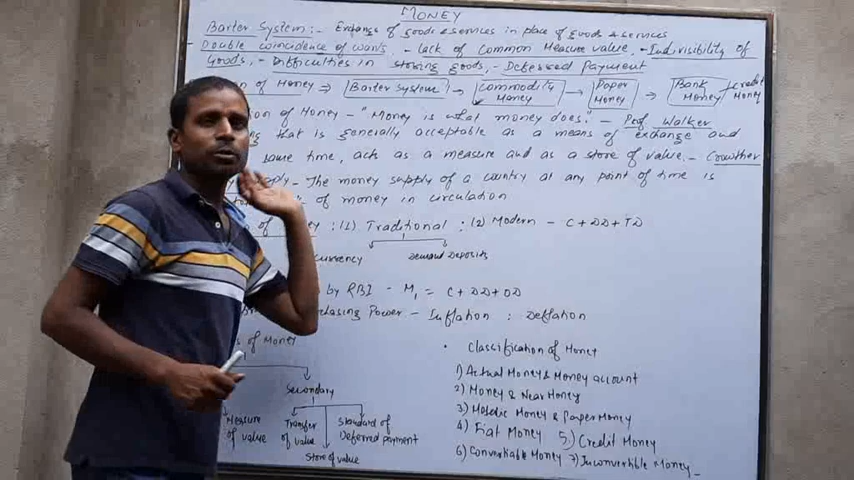 MONEY
Barter System:- Exchange of goods & services in place of goods & services
- Double coincidence of wants. - Lack of Common Measure value. - Indivisibility of
Goods. - Difficulties in storing goods. - Deferred Payment
on of Money ⇒ Barter System → Commodity Money → Paper Money → Bank Money / Credit Money
tion of Money - "Money is what money does." - Prof Walker
ng that is generally acceptable as a means of exchange and
same time, act as a measure and as a store of value. - Crowther
- The money supply of a country at any point of time is
of money in circulation
of : (1) Traditional ; (2) Modern - C + DD + TD
currency Demand Deposits
by RBI - M1 = C + DD + OD
Power - Inflation : Deflation
s of Money
Secondary
Measure of value Transfer of value Standard of Deferred payment
Store of value
• Classification of Money
1) Actual Money & Money account
2) Money & Near Money
3) Metallic Money & Paper Money
4) Fiat Money 5) Credit Money
6) Convertable Money 7) Inconvertible Money